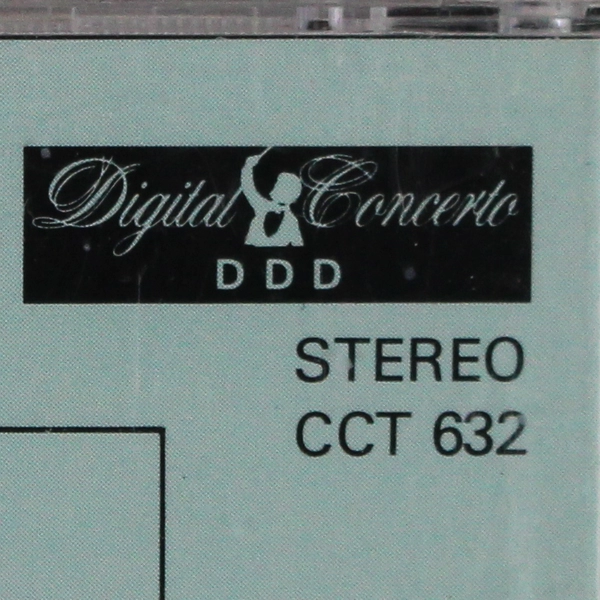 Digital Concerto
DDD
STEREO
CCT 632